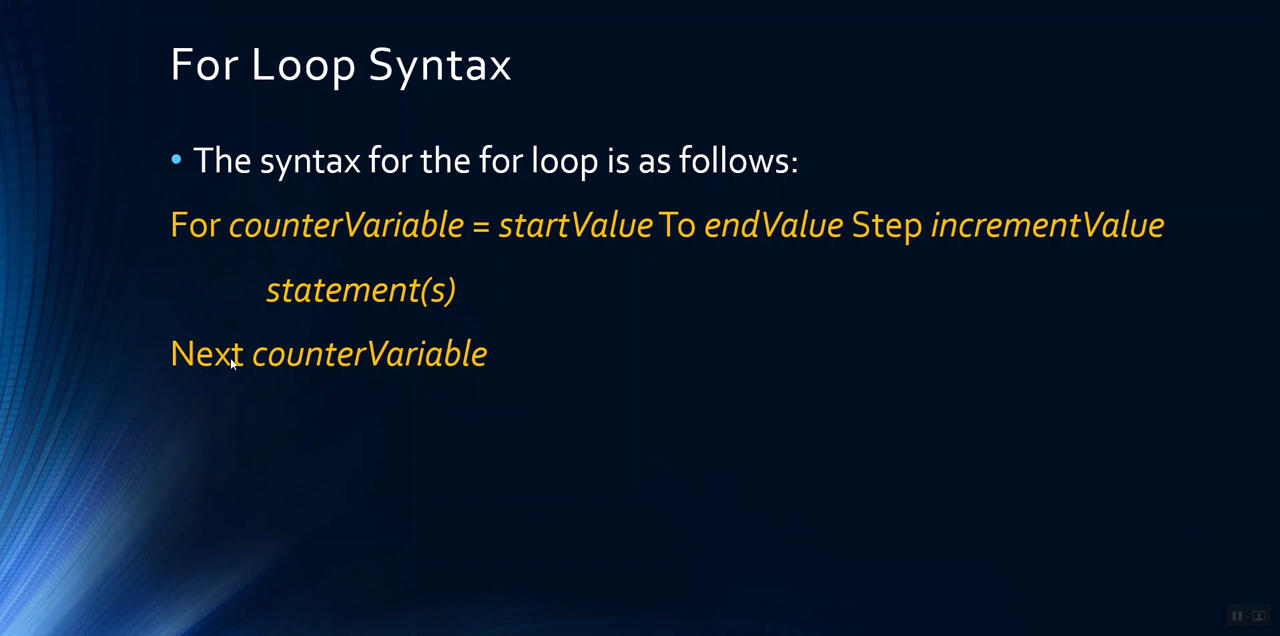 For Loop Syntax
• The syntax for the for loop is as follows:
For counterVariable = startValue To endValue Step incrementValue
statement(s)
Next counterVariable